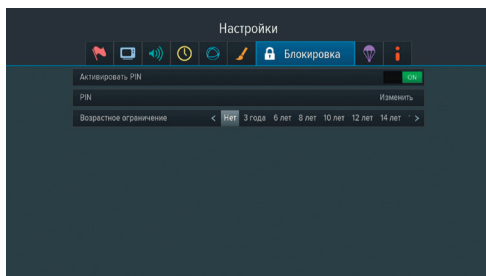 Настройки
Блокировка
Активировать PIN ON
PIN Изменить
Возрастное ограничение < Нет 3 года 6 лет 8 лет 10 лет 12 лет 14 лет >